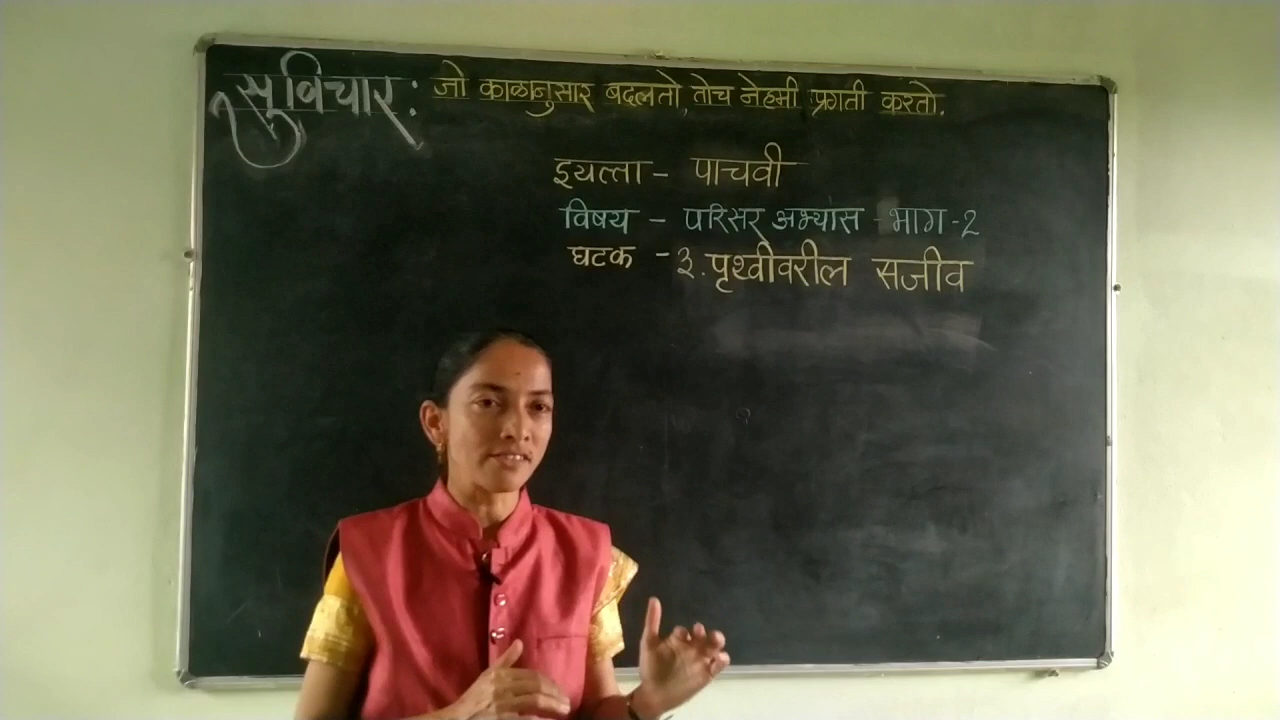 सुविचार: जो काळानुसार बदलतो, तोच नेहमी प्रगती करतो.
इयत्ता - पाचवी
विषय - परिसर अभ्यास - भाग -2
घटक - ३. पृथ्वीवरील सजीव